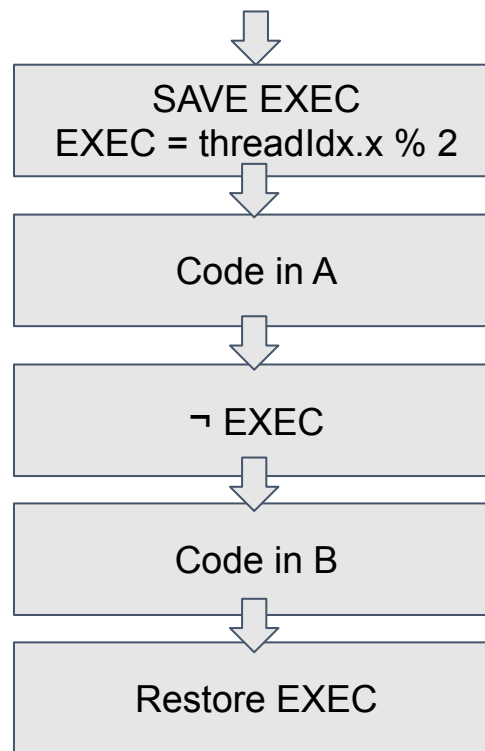 SAVE EXEC
EXEC = threadIdx.x % 2
Code in A
¬ EXEC
Code in B
Restore EXEC